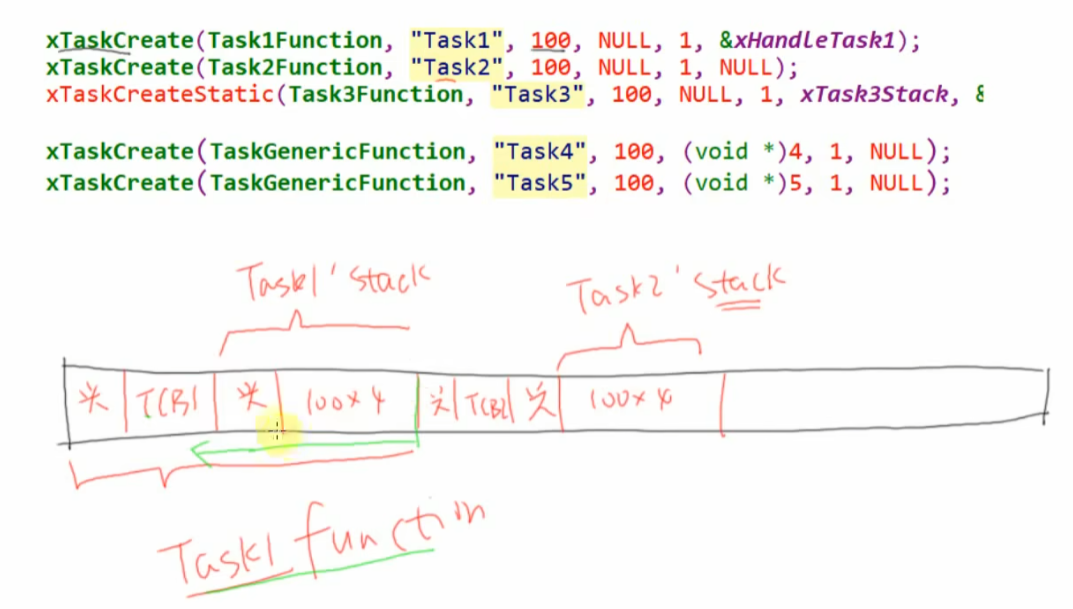 xTaskCreate(Task1Function, "Task1", 100, NULL, 1, &xHandleTask1);
xTaskCreate(Task2Function, "Task2", 100, NULL, 1, NULL);
xTaskCreateStatic(Task3Function, "Task3", 100, NULL, 1, xTask3Stack, &
xTaskCreate(TaskGenericFunction, "Task4", 100, (void *)4, 1, NULL);
xTaskCreate(TaskGenericFunction, "Task5", 100, (void *)5, 1, NULL);
Task1' stack
Task2' stack
头 TCB1 头 100×4 头 TCB2 头 100×4
Task1 function